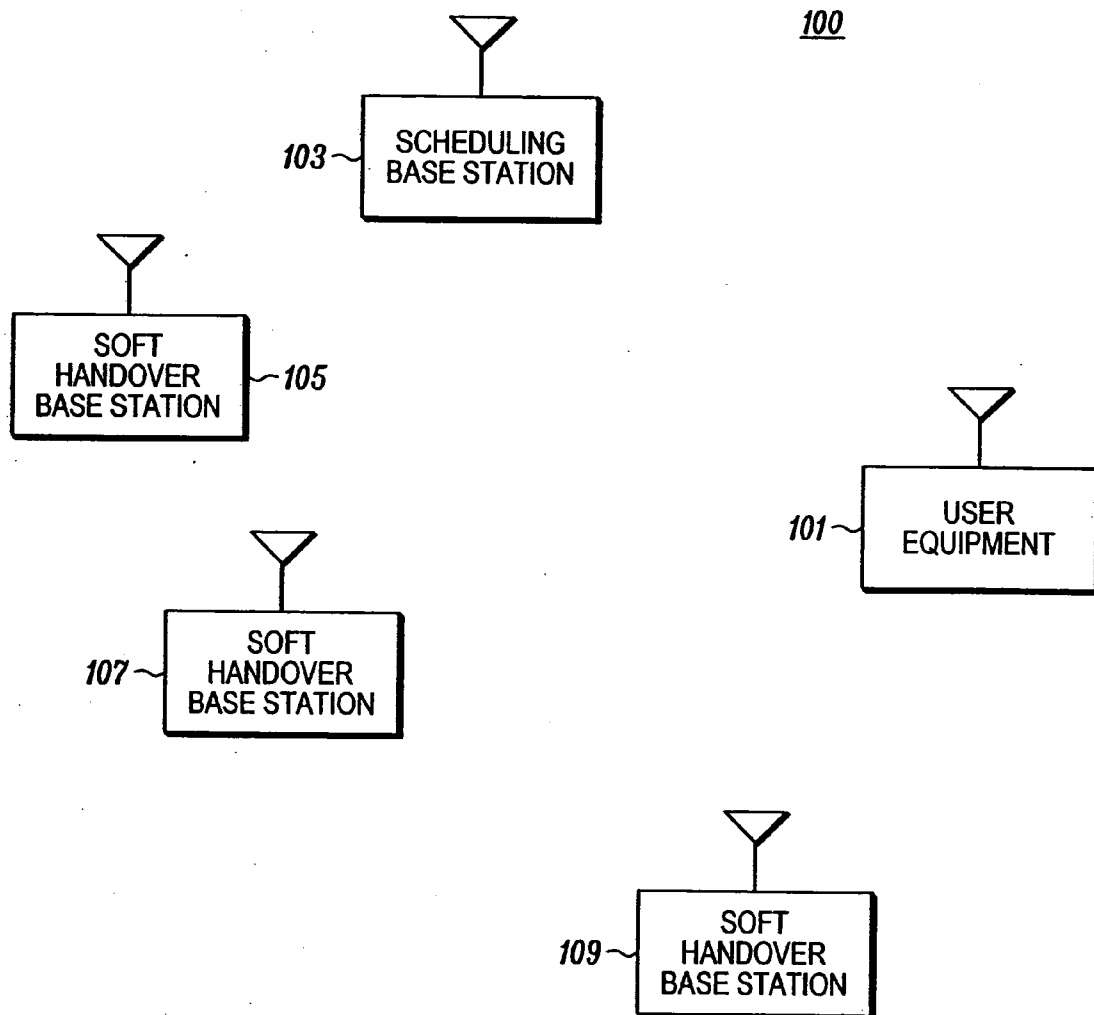 100
103
SCHEDULING
BASE STATION
SOFT
HANDOVER
BASE STATION
105
101
USER
EQUIPMENT
107
SOFT
HANDOVER
BASE STATION
109
SOFT
HANDOVER
BASE STATION